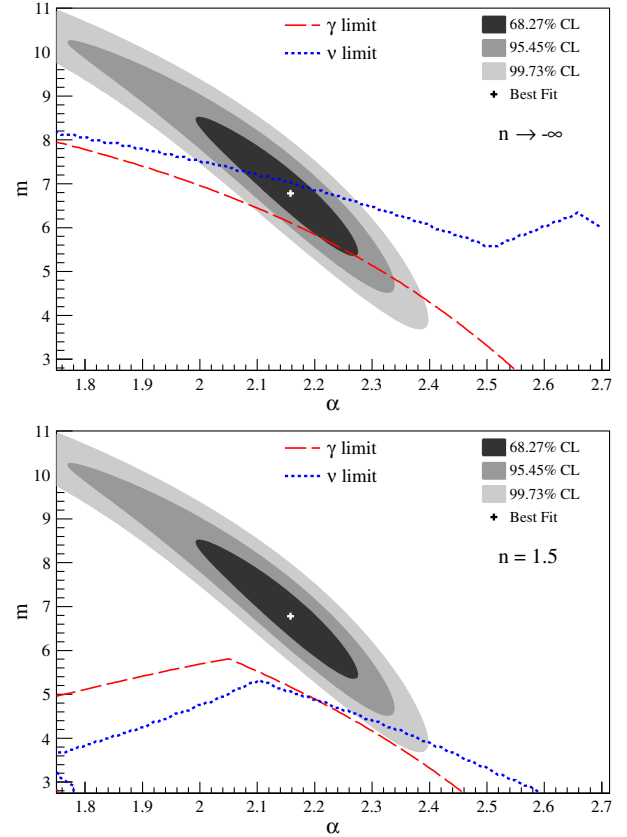 11
10
9
8
7
6
5
4
3
m
γ limit
ν limit
68.27% CL
95.45% CL
99.73% CL
Best Fit
n → -∞
1.8 1.9 2 2.1 2.2 2.3 2.4 2.5 2.6 2.7
α
11
10
9
8
7
6
5
4
3
m
γ limit
ν limit
68.27% CL
95.45% CL
99.73% CL
Best Fit
n = 1.5
1.8 1.9 2 2.1 2.2 2.3 2.4 2.5 2.6 2.7
α